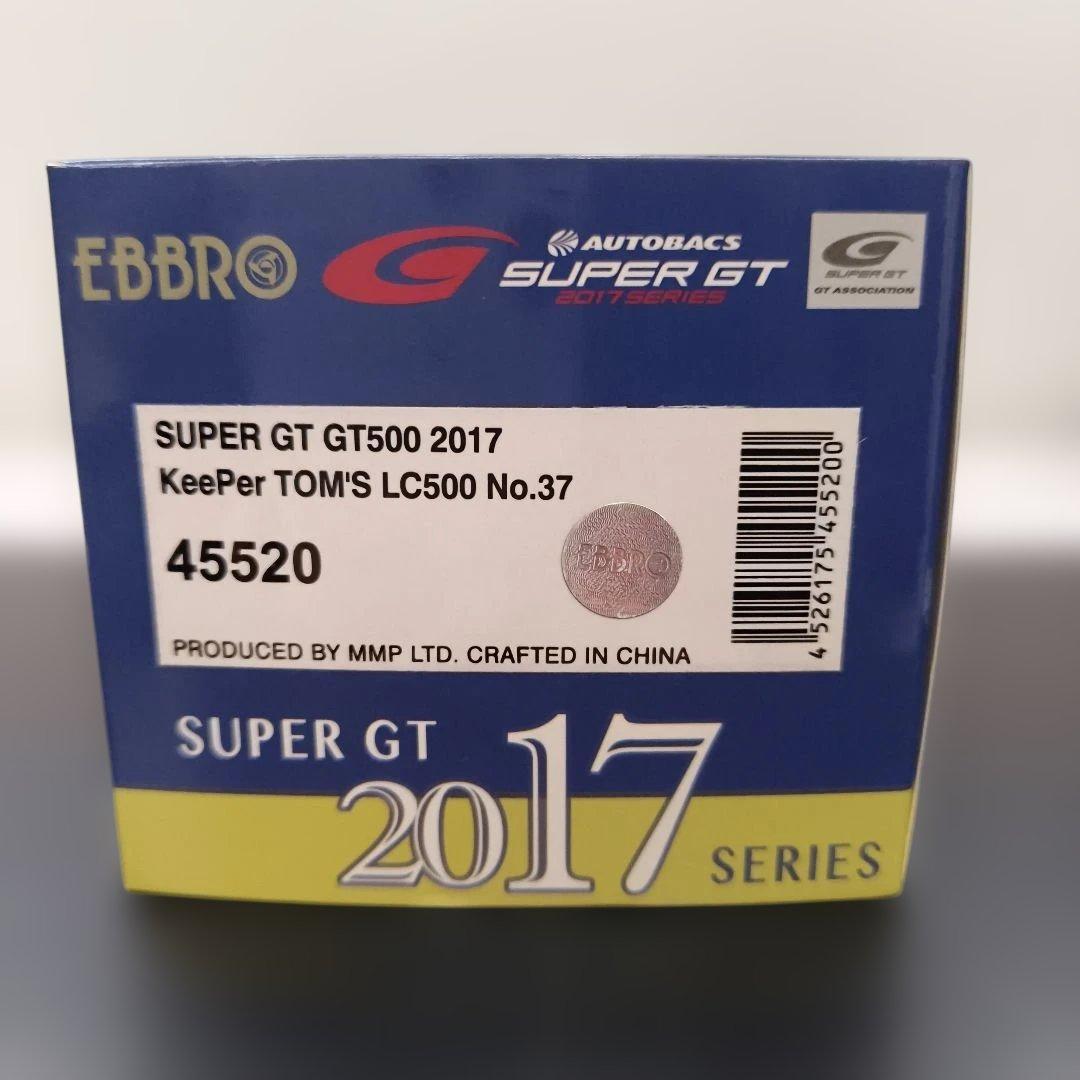 EBBRO
AUTOBACS
SUPER GT
2017 SERIES
SUPER GT
GT ASSOCIATION
SUPER GT GT500 2017
KeePer TOM'S LC500 No.37
45520
EBBRO
4 526175 455200
PRODUCED BY MMP LTD. CRAFTED IN CHINA
SUPER GT
2017
SERIES